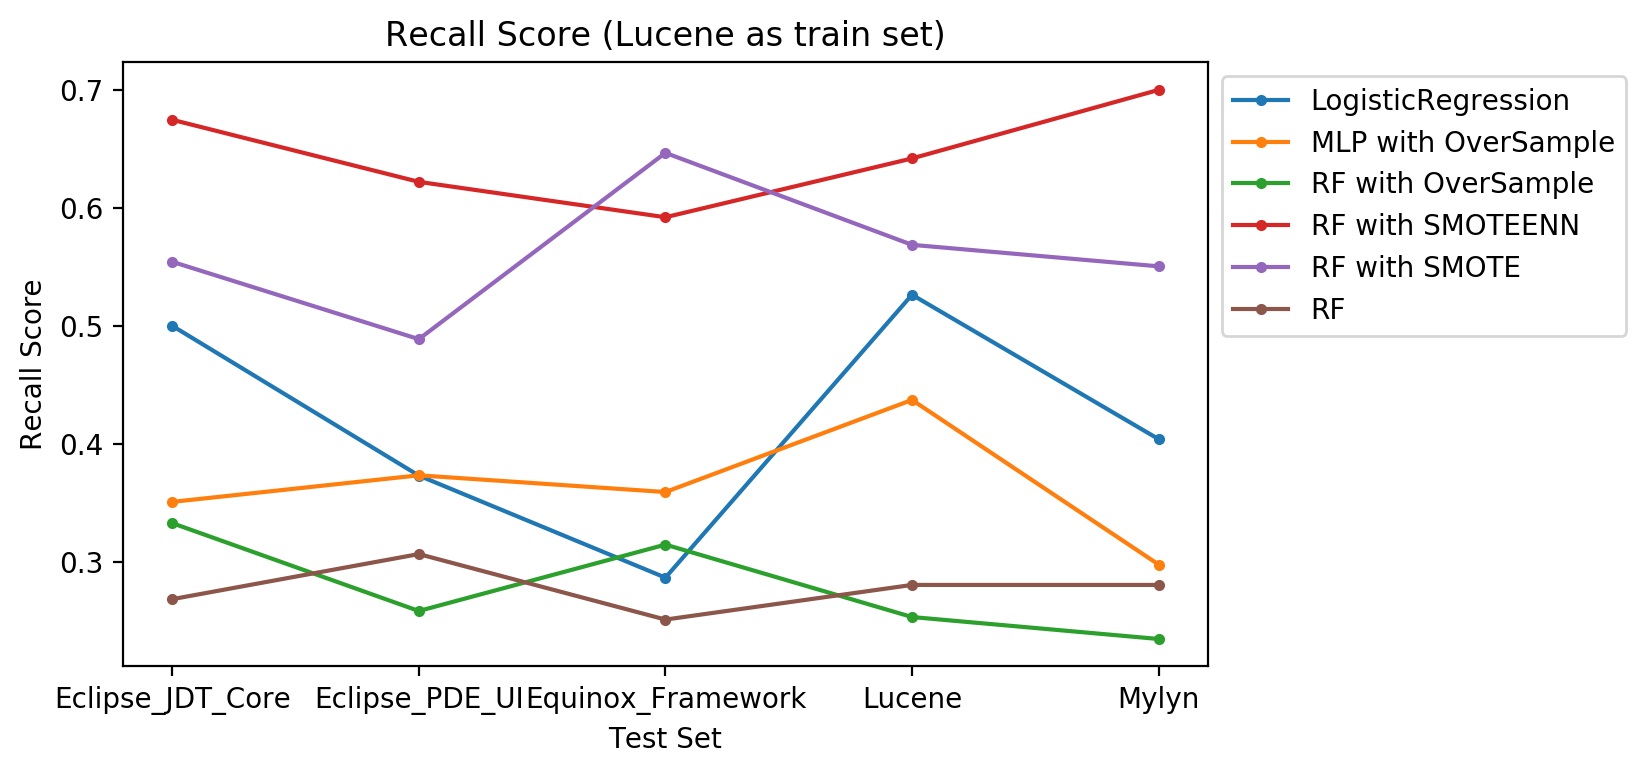 Recall Score (Lucene as train set)
Recall Score
0.7
0.6
0.5
0.4
0.3
Eclipse_JDT_Core
Eclipse_PDE_UI
Equinox_Framework
Lucene
Mylyn
Test Set
LogisticRegression
MLP with OverSample
RF with OverSample
RF with SMOTEENN
RF with SMOTE
RF